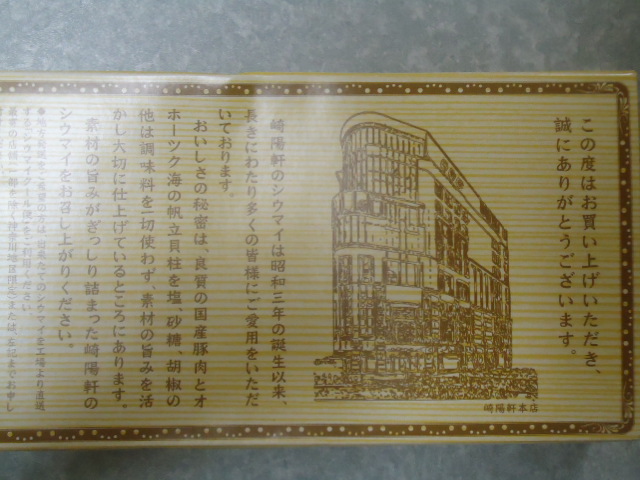 この度はお買い上げいただき、
誠にありがとうございます。
崎陽軒本店
崎陽軒のシウマイは昭和三年の誕生以来、
長きにわたり多くの皆様にご愛用をいただ
いております。
おいしさの秘密は、良質の国産豚肉とオ
ホーツク海の帆立貝柱を塩、砂糖、胡椒の
他は調味料を一切使わず、素材の旨みを活
かし大切に仕上げているところにあります。
素材の旨みがぎっしり詰まった崎陽軒の
シウマイをお召し上がりください。